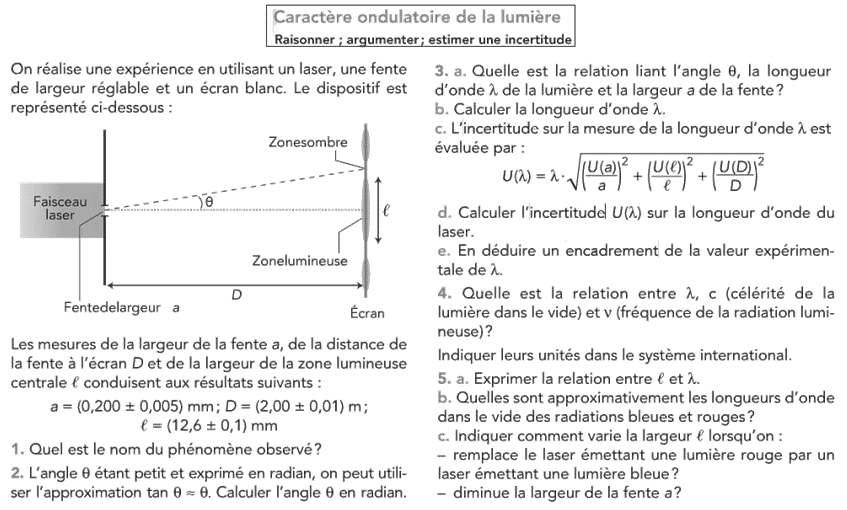 Caractère ondulatoire de la lumière
Raisonner ; argumenter; estimer une incertitude
On réalise une expérience en utilisant un laser, une fente
de largeur réglable et un écran blanc. Le dispositif est
représenté ci-dessous :
Zonesombre
Faisceau
laser
θ
ℓ
Zonelumineuse
D
Fentedelargeur a
Écran
Les mesures de la largeur de la fente a, de la distance de
la fente à l'écran D et de la largeur de la zone lumineuse
centrale ℓ conduisent aux résultats suivants :
a = (0,200 ± 0,005) mm ; D = (2,00 ± 0,01) m ;
ℓ = (12,6 ± 0,1) mm
1. Quel est le nom du phénomène observé ?
2. L'angle θ étant petit et exprimé en radian, on peut utili-
ser l'approximation tan θ ≈ θ. Calculer l'angle θ en radian.
3. a. Quelle est la relation liant l'angle θ, la longueur
d'onde λ de la lumière et la largeur a de la fente ?
b. Calculer la longueur d'onde λ.
c. L'incertitude sur la mesure de la longueur d'onde λ est
évaluée par :
U(λ) = λ·√((U(a)/a)² + (U(ℓ)/ℓ)² + (U(D)/D)²)
d. Calculer l'incertitude U(λ) sur la longueur d'onde du
laser.
e. En déduire un encadrement de la valeur expérimen-
tale de λ.
4. Quelle est la relation entre λ, c (célérité de la
lumière dans le vide) et ν (fréquence de la radiation lumi-
neuse) ?
Indiquer leurs unités dans le système international.
5. a. Exprimer la relation entre ℓ et λ.
b. Quelles sont approximativement les longueurs d'onde
dans le vide des radiations bleues et rouges ?
c. Indiquer comment varie la largeur ℓ lorsqu'on :
– remplace le laser émettant une lumière rouge par un
laser émettant une lumière bleue ?
– diminue la largeur de la fente a ?